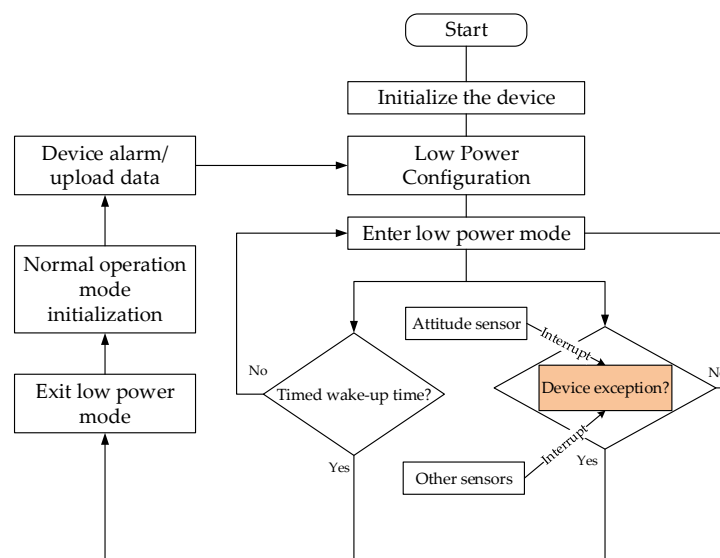 Start
Initialize the device
Device alarm/
upload data
Low Power
Configuration
Enter low power mode
Normal operation
mode
initialization
Attitude sensor
Interrupt
No
No
Exit low power
mode
Timed wake-up time?
Device exception?
Interrupt
Yes
Yes
Other sensors